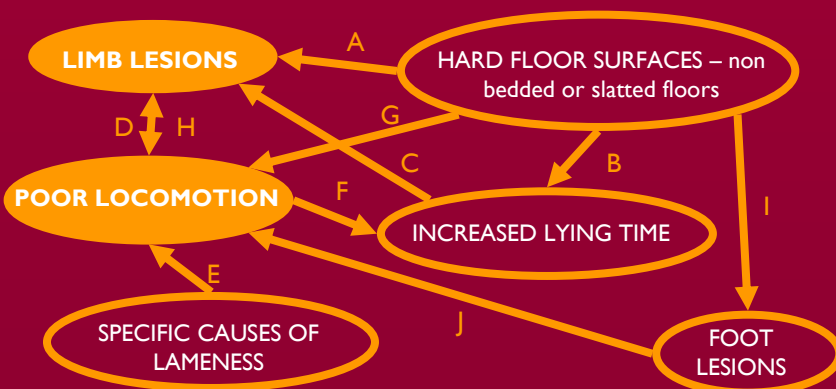 A
LIMB LESIONS
HARD FLOOR SURFACES – non
bedded or slatted floors
D
H
G
C
B
POOR LOCOMOTION
F
I
INCREASED LYING TIME
E
J
SPECIFIC CAUSES OF
LAMENESS
FOOT
LESIONS